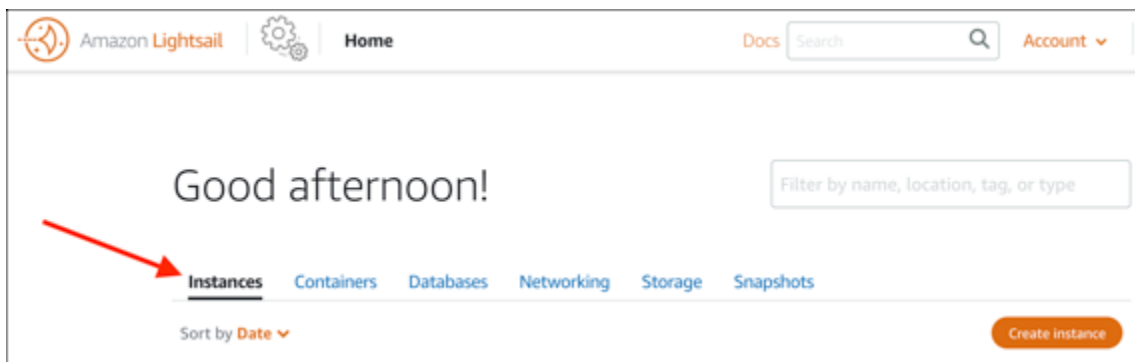 Amazon Lightsail Home Docs Search Account
Good afternoon!
Filter by name, location, tag, or type
Instances Containers Databases Networking Storage Snapshots
Sort by Date Create instance